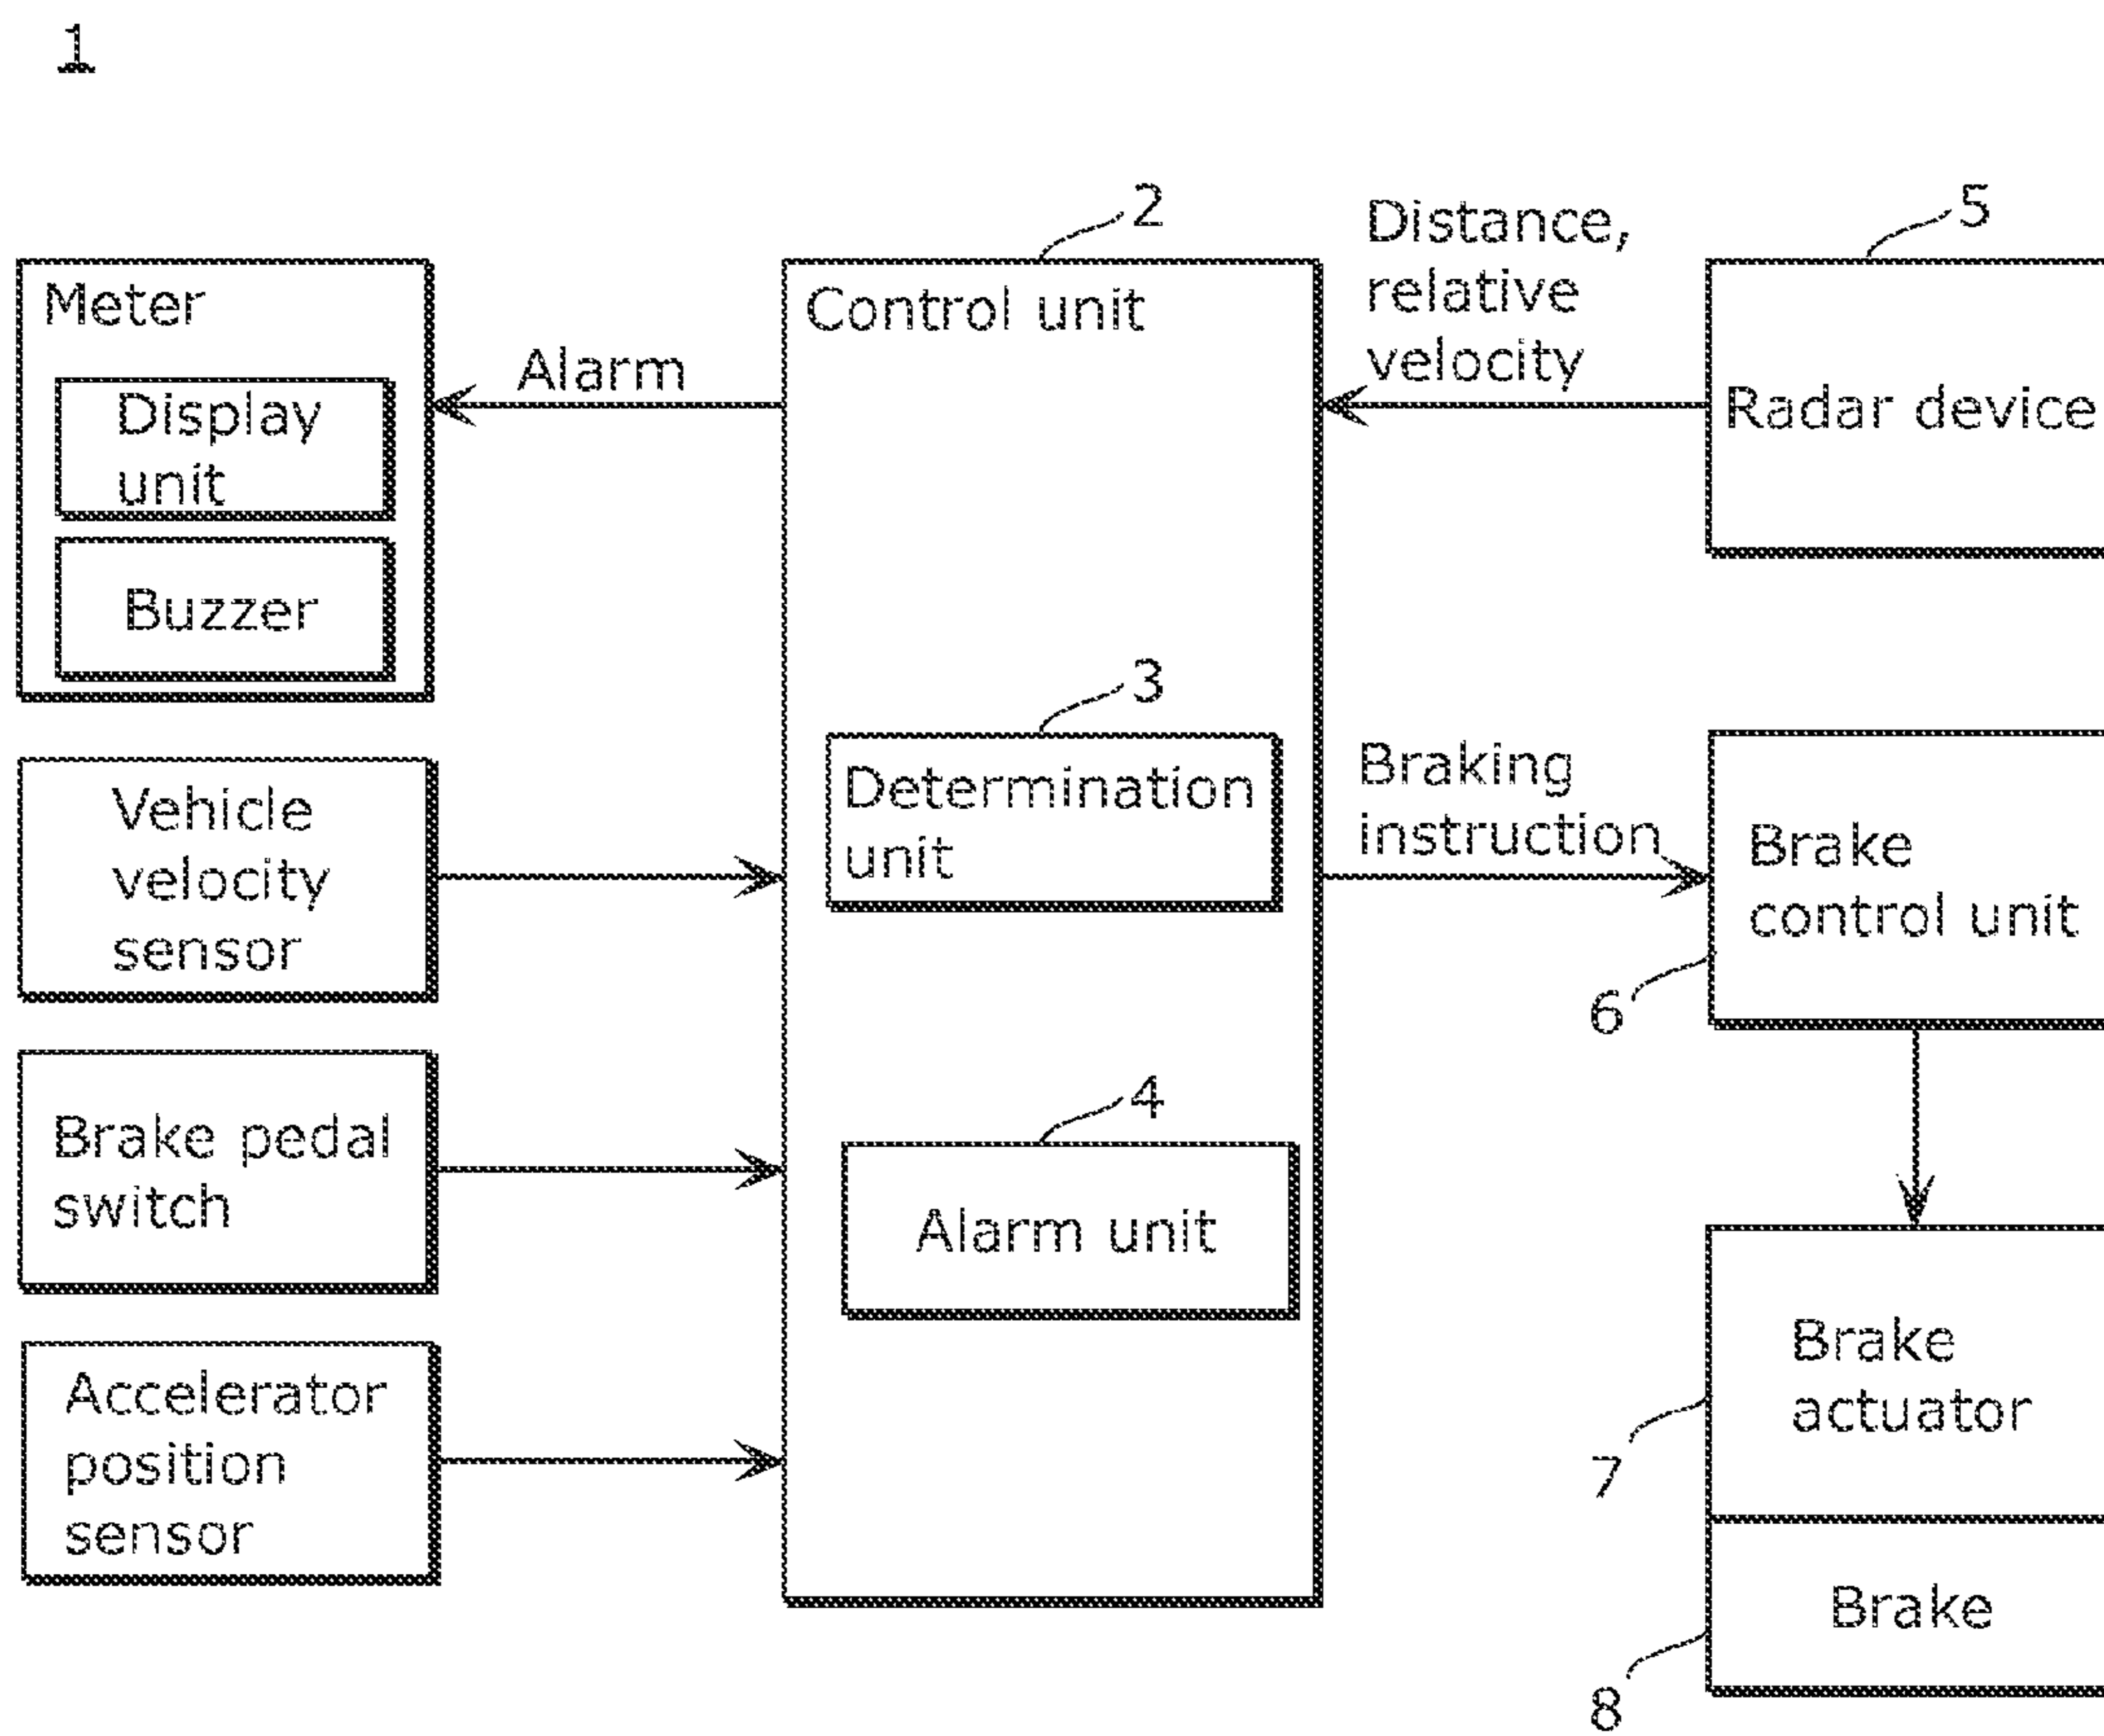 1
2
Distance,
relative
velocity
5
Meter
Display
unit
Buzzer
Alarm
Control unit
Radar device
3
Determination
unit
Braking
instruction
Brake
control unit
6
Vehicle
velocity
sensor
Brake pedal
switch
4
Alarm unit
Accelerator
position
sensor
Brake
actuator
7
Brake
8